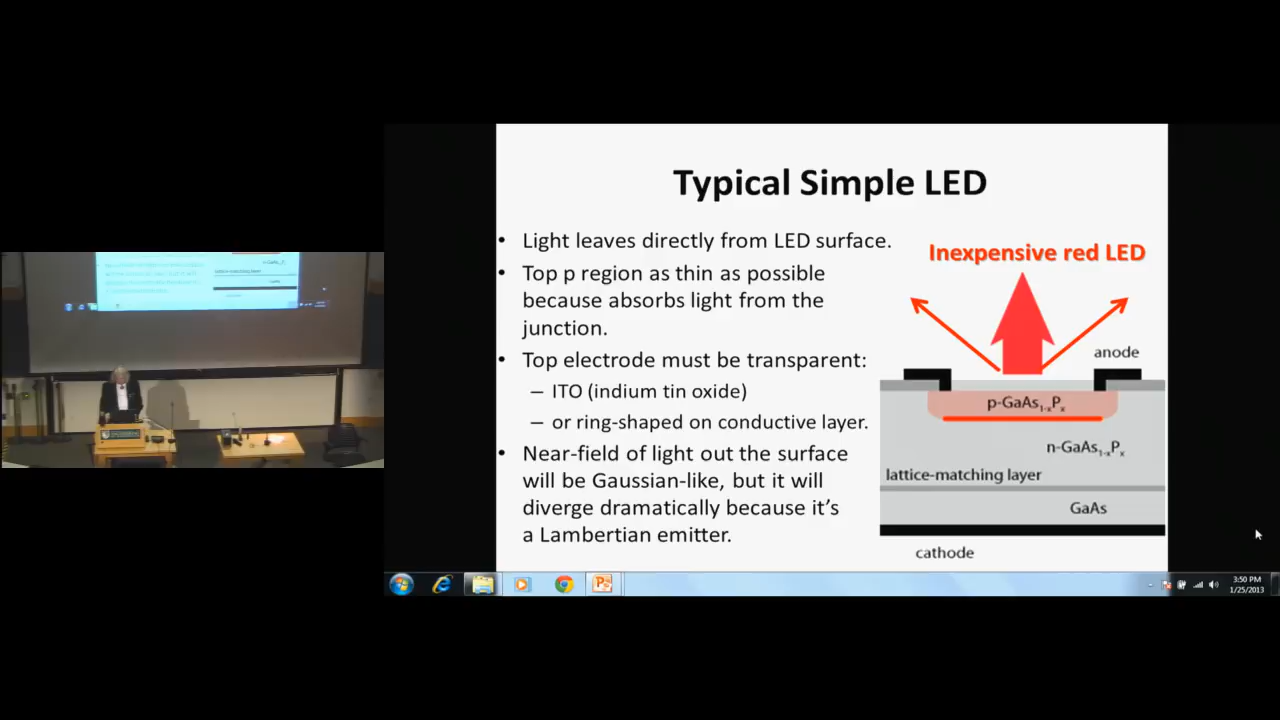 Typical Simple LED
• Light leaves directly from LED surface.
• Top p region as thin as possible
because absorbs light from the
junction.
• Top electrode must be transparent:
– ITO (indium tin oxide)
– or ring-shaped on conductive layer.
• Near-field of light out the surface
will be Gaussian-like, but it will
diverge dramatically because it's
a Lambertian emitter.
Inexpensive red LED
anode
p-GaAs₁₋ₓPₓ
n-GaAs₁₋ₓPₓ
lattice-matching layer
GaAs
cathode
3:50 PM
1/25/2013
lattice-matching layer